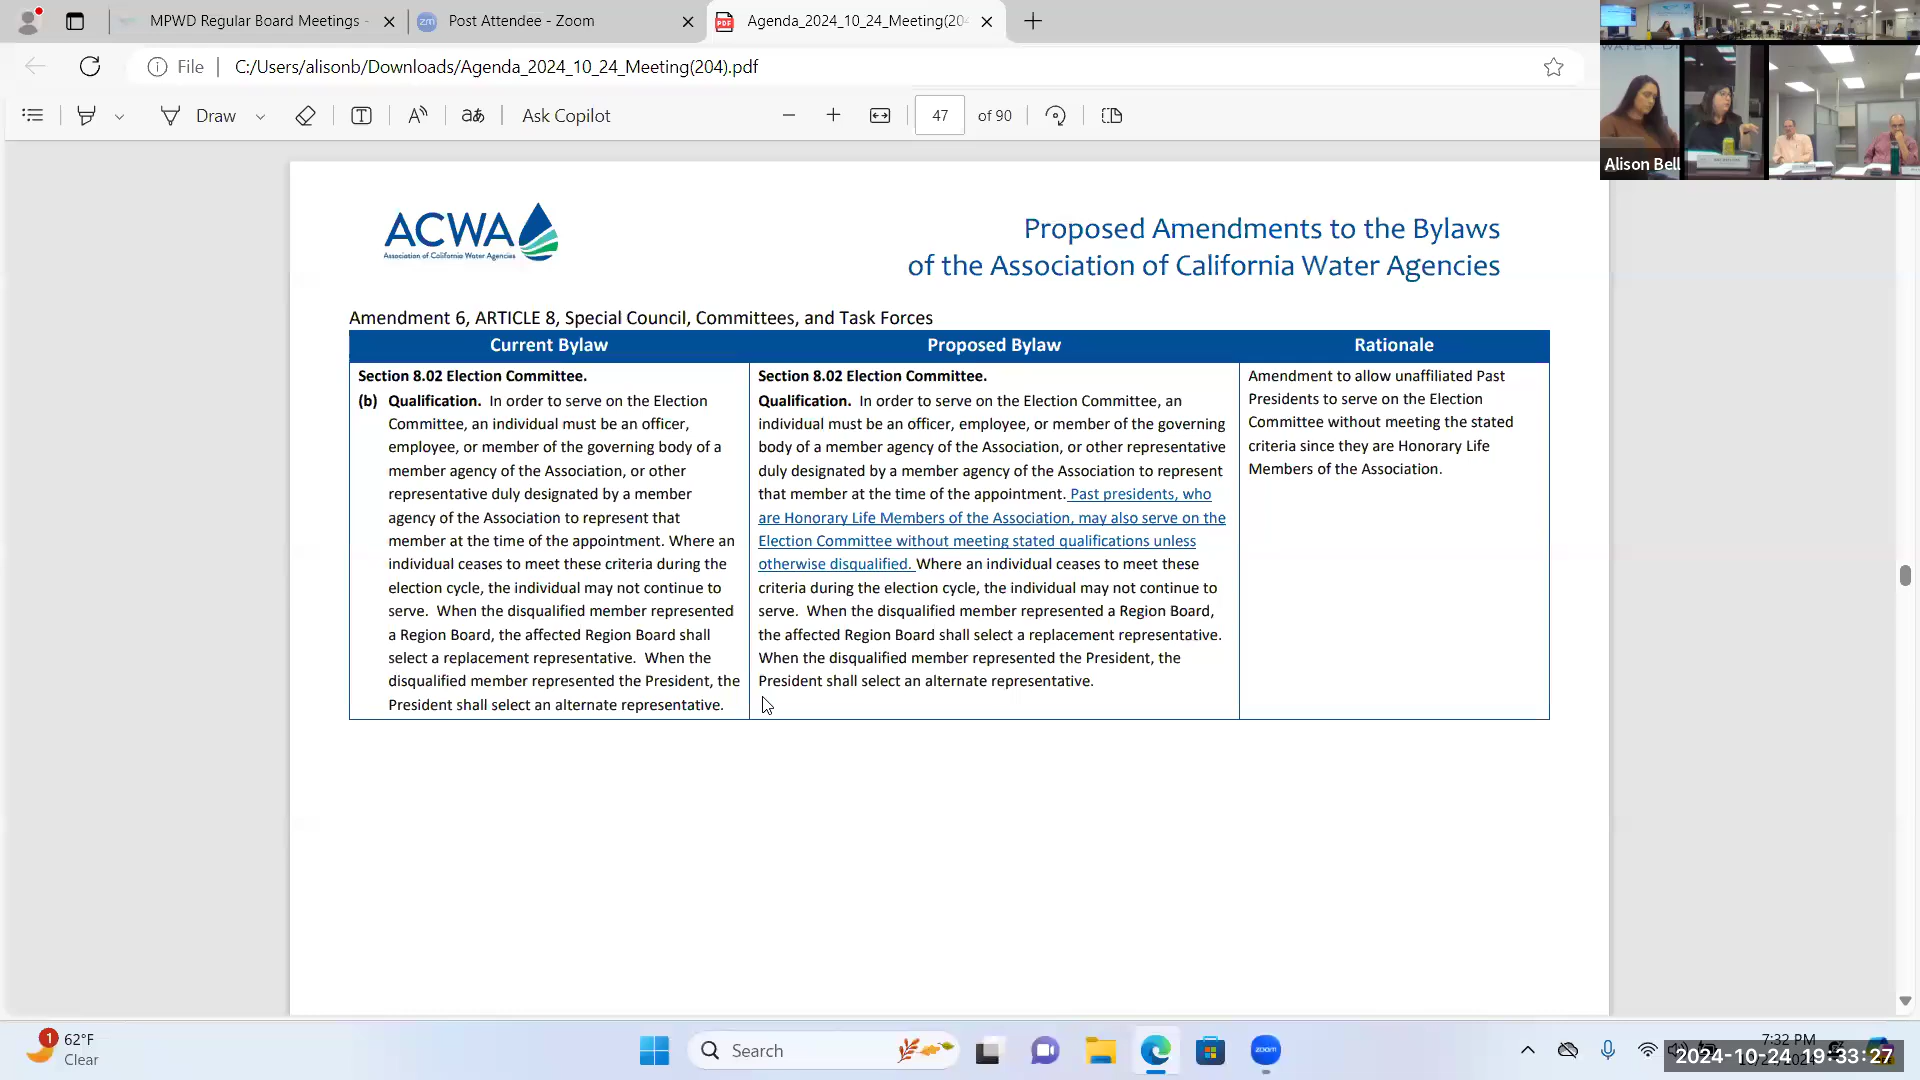 MPWD Regular Board Meetings -
Post Attendee - Zoom
Agenda_2024_10_24_Meeting(204
File
C:/Users/alisonb/Downloads/Agenda_2024_10_24_Meeting(204).pdf
Draw
Ask Copilot
47
of 90
Alison Bell
ACWA
Association of California Water Agencies
Proposed Amendments to the Bylaws
of the Association of California Water Agencies
Amendment 6, ARTICLE 8, Special Council, Committees, and Task Forces
Current Bylaw
Section 8.02 Election Committee.
(b) Qualification. In order to serve on the Election
Committee, an individual must be an officer,
employee, or member of the governing body of a
member agency of the Association, or other
representative duly designated by a member
agency of the Association to represent that
member at the time of the appointment. Where an
individual ceases to meet these criteria during the
election cycle, the individual may not continue to
serve. When the disqualified member represented
a Region Board, the affected Region Board shall
select a replacement representative. When the
disqualified member represented the President, the
President shall select an alternate representative.
Proposed Bylaw
Section 8.02 Election Committee.
Qualification. In order to serve on the Election Committee, an
individual must be an officer, employee, or member of the governing
body of a member agency of the Association, or other representative
duly designated by a member agency of the Association to represent
that member at the time of the appointment. Past presidents, who
are Honorary Life Members of the Association, may also serve on the
Election Committee without meeting stated qualifications unless
otherwise disqualified. Where an individual ceases to meet these
criteria during the election cycle, the individual may not continue to
serve. When the disqualified member represented a Region Board,
the affected Region Board shall select a replacement representative.
When the disqualified member represented the President, the
President shall select an alternate representative.
Rationale
Amendment to allow unaffiliated Past
Presidents to serve on the Election
Committee without meeting the stated
criteria since they are Honorary Life
Members of the Association.
1
62°F
Clear
Search
zoom
7:32 PM
2024-10-24 19:33:27